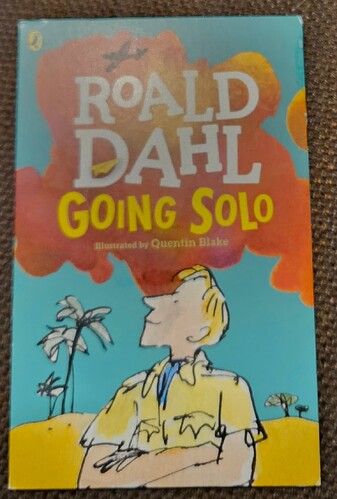 ROALD
DAHL
GOING SOLO
Illustrated by Quentin Blake